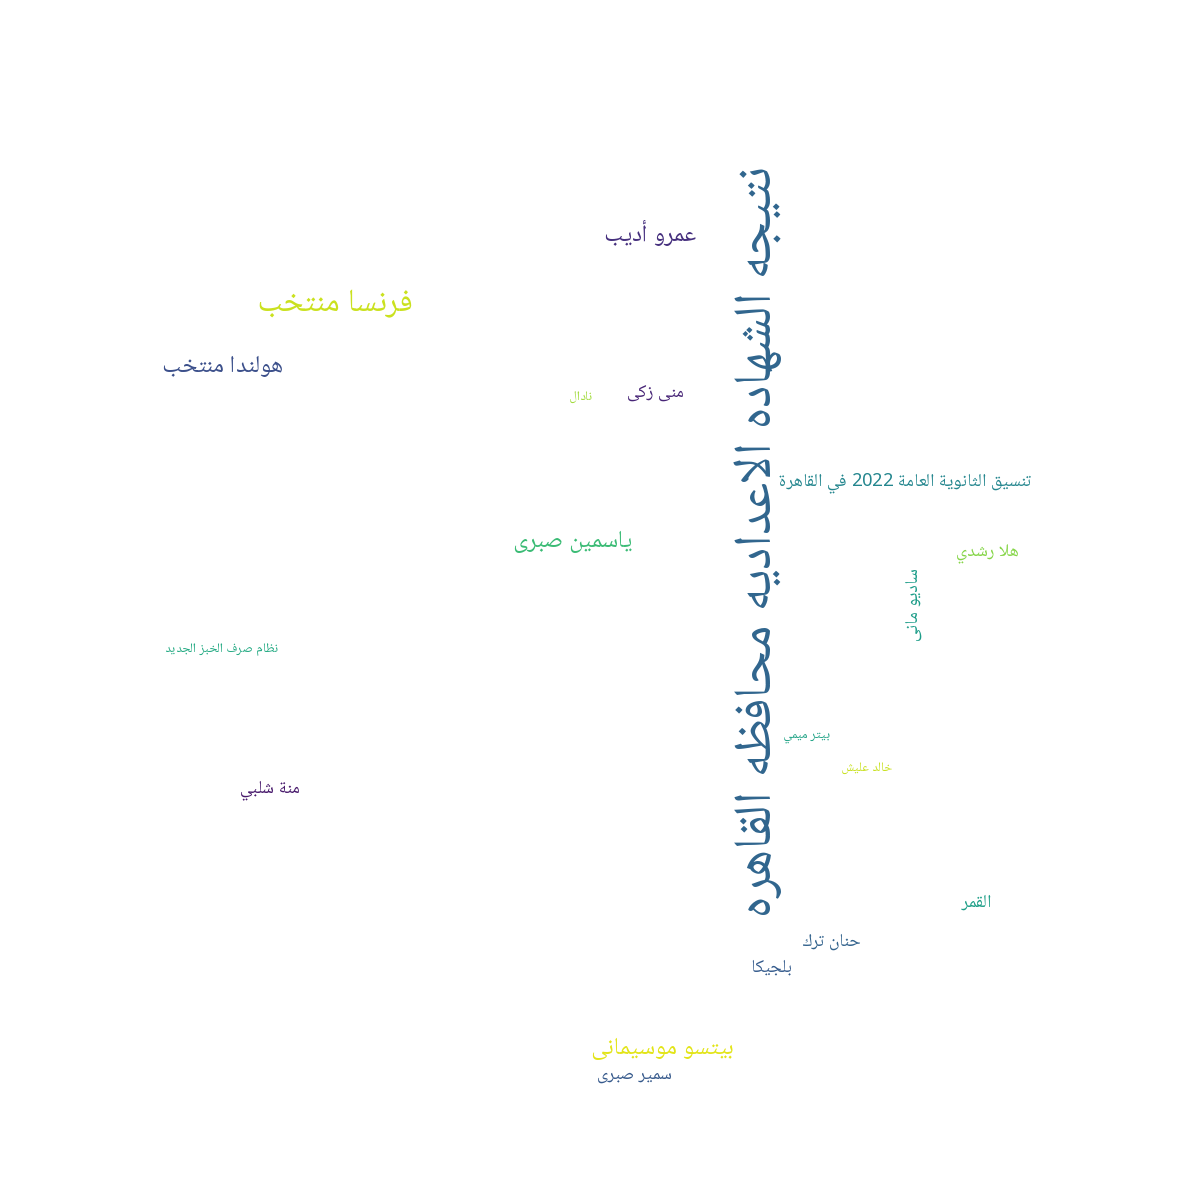 نتيجه الشهاده الاعداديه محافظه القاهره
عمرو أديب
فرنسا منتخب
هولندا منتخب
منى زكى
نادال
تنسيق الثانوية العامة 2022 في القاهرة
ياسمين صبرى
هلا رشدي
ساديو مانى
نظام صرف الخبز الجديد
بيتر ميمي
خالد عليش
منة شلبي
القمر
حنان ترك
بلجيكا
بيتسو موسيمانى
سمير صبرى